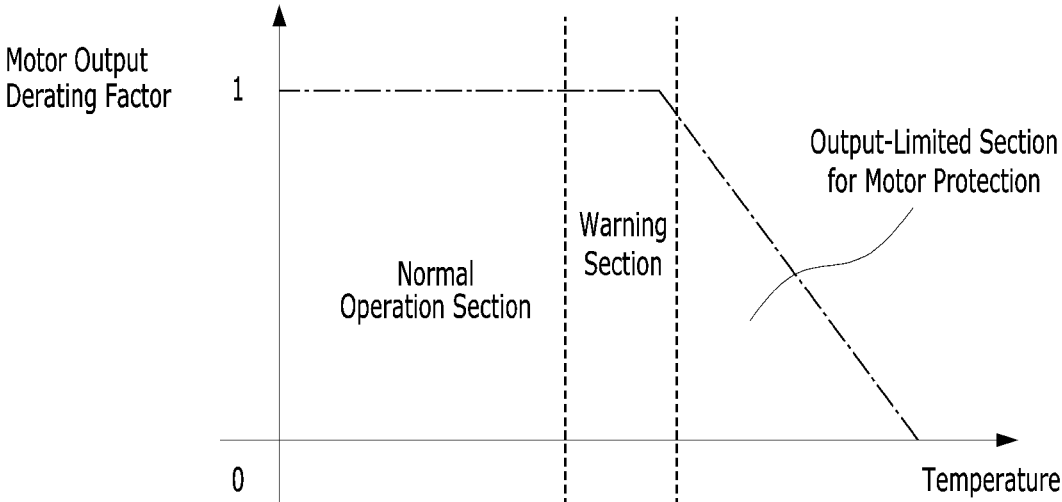 Motor Output
Derating Factor
1
Output-Limited Section
for Motor Protection
Warning
Section
Normal
Operation Section
0
Temperature